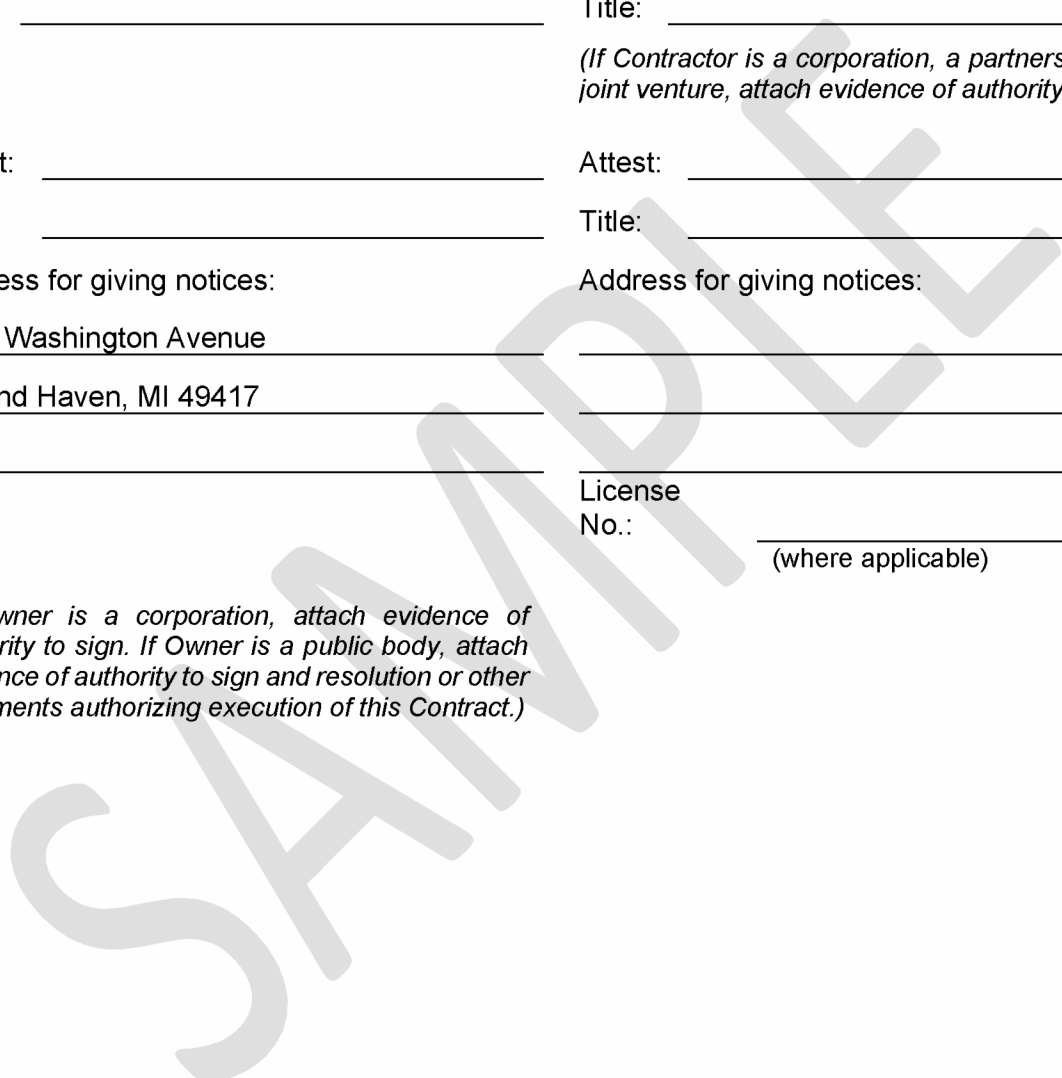 t:
ess for giving notices:
Washington Avenue
nd Haven, MI 49417
wner is a corporation, attach evidence of
rity to sign. If Owner is a public body, attach
nce of authority to sign and resolution or other
ments authorizing execution of this Contract.)
Title:
(If Contractor is a corporation, a partners
joint venture, attach evidence of authority
Attest:
Title:
Address for giving notices:
License
No.:
(where applicable)
SAMPLE